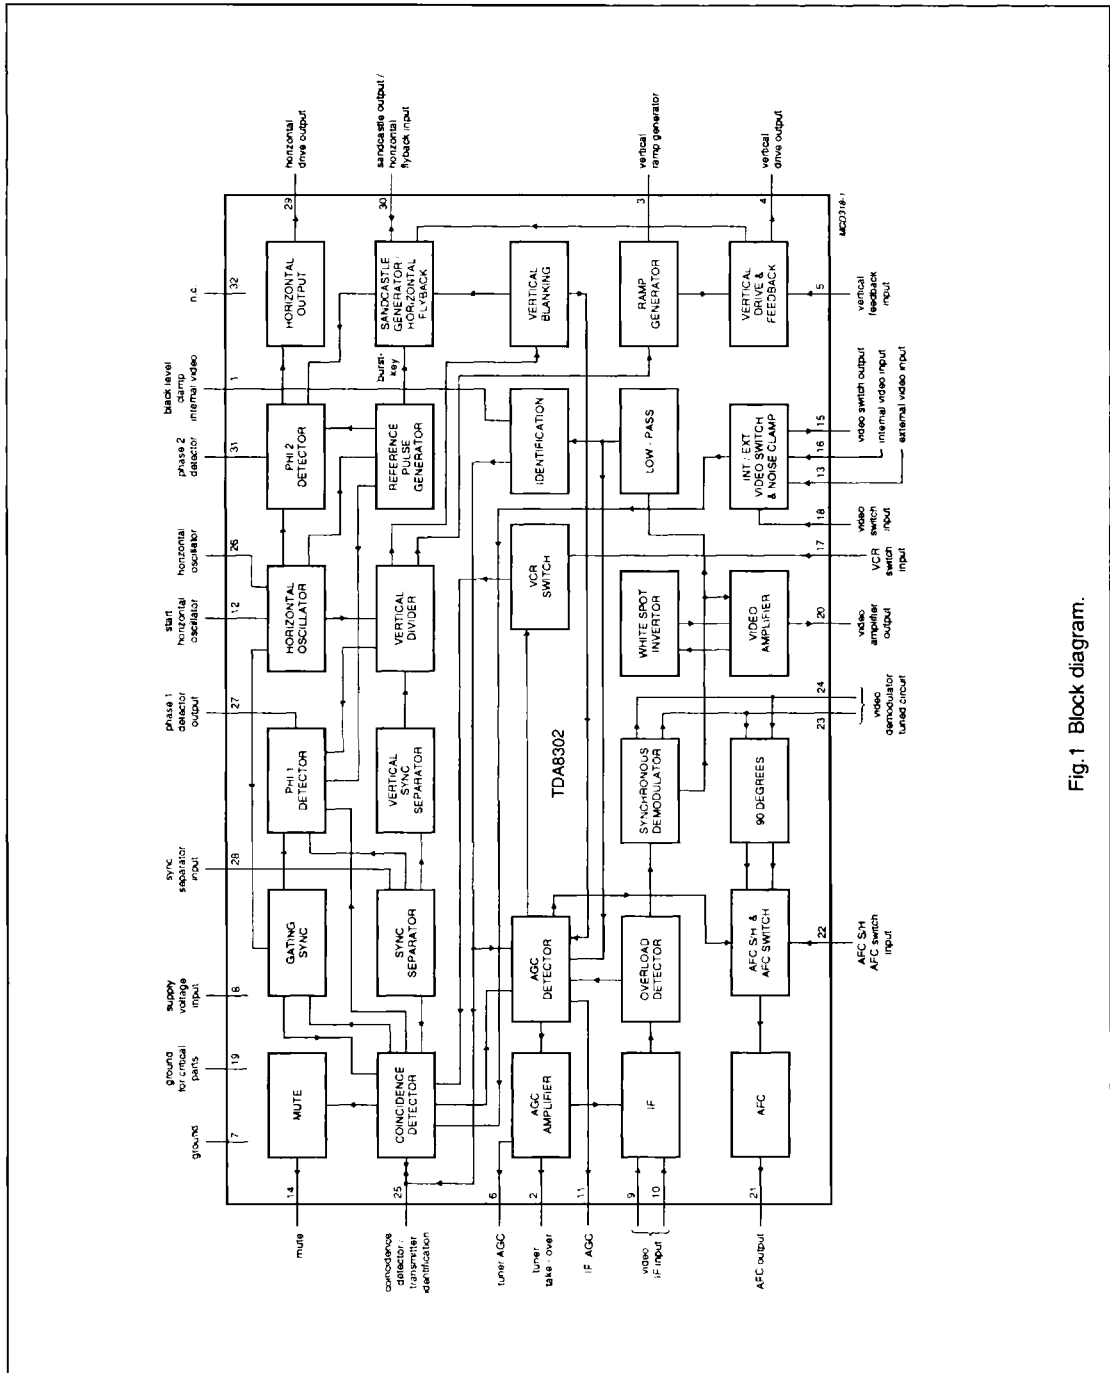 ground
7
ground
for critical
parts
19
supply
voltage
input
8
sync
separator
input
28
phase 1
detector
output
27
start
horizontal
oscillator
12
horizontal
oscillator
26
phase 2
detector
31
black level
clamp
internal video
1
n.c
32
14
mute
25
coincidence
detector /
transmitter
identification
6
tuner AGC
2
tuner
take - over
11
IF AGC
9
10
video
IF input
21
AFC output
MUTE
GATING
SYNC
PHI 1
DETECTOR
HORIZONTAL
OSCILLATOR
PHI 2
DETECTOR
HORIZONTAL
OUTPUT
COINCIDENCE
DETECTOR
SYNC
SEPARATOR
VERTICAL
SYNC
SEPARATOR
VERTICAL
DIVIDER
REFERENCE
PULSE
GENERATOR
burst-
key
SANDCASTLE
GENERATOR /
HORIZONTAL
FLYBACK
AGC
AMPLIFIER
AGC
DETECTOR
TDA8302
VCR
SWITCH
IDENTIFICATION
VERTICAL
BLANKING
IF
OVERLOAD
DETECTOR
SYNCHRONOUS
DEMODULATOR
WHITE SPOT
INVERTOR
LOW - PASS
RAMP
GENERATOR
AFC
AFC S/H &
AFC SWITCH
90 DEGREES
VIDEO
AMPLIFIER
INT / EXT
VIDEO SWITCH
& NOISE CLAMP
VERTICAL
DRIVE &
FEEDBACK
29
horizontal
drive output
30
sandcastle output /
horizontal
flyback input
3
vertical
ramp generator
4
vertical
drive output
22
AFC S/H
AFC switch
input
23
24
video
demodulator
tuned circuit
20
video
amplifier
output
17
VCR
switch
input
18
video
switch
input
13
16
15
video switch output
internal video input
external video input
5
vertical
feedback
input
MCD318-1
Fig.1 Block diagram.